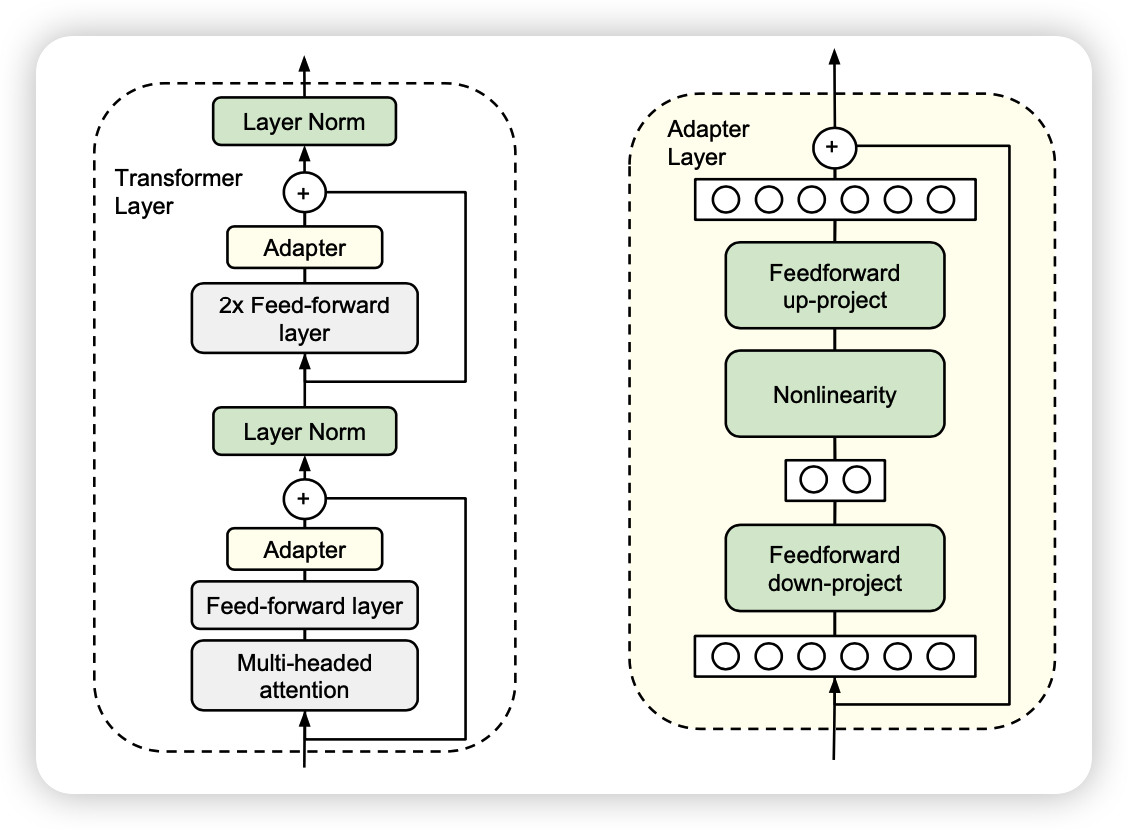 Transformer
Layer
Layer Norm
+
Adapter
2x Feed-forward
layer
Layer Norm
+
Adapter
Feed-forward layer
Multi-headed
attention
Adapter
Layer
+
Feedforward
up-project
Nonlinearity
Feedforward
down-project